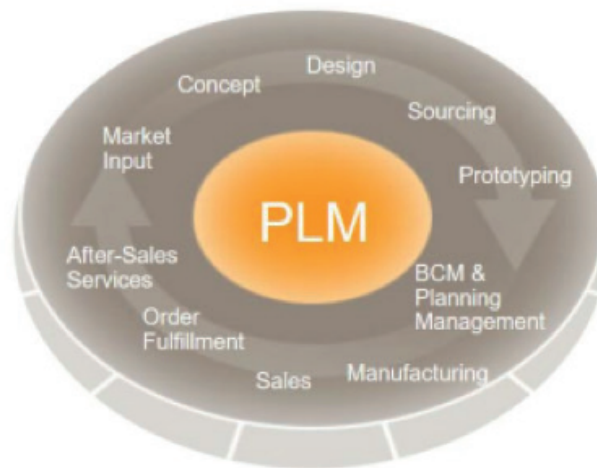 Design
Concept
Sourcing
Market
Input
Prototyping
PLM
After-Sales
Services
BCM &
Planning
Management
Order
Fulfillment
Sales
Manufacturing